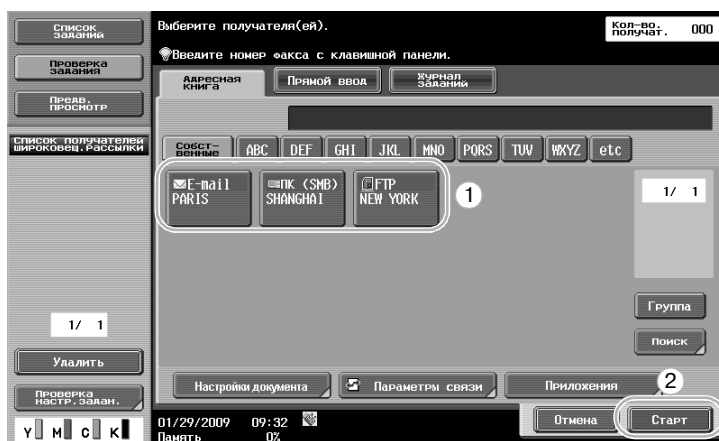 Список
заданий
Проверка
задания
Предв.
просмотр
Список получателей
широковещ.рассылки
1/ 1
Удалить
Проверка
настр.задан.
Y M C K
Выберите получателя(ей).
Кол-во.
получат. 000
Введите номер факса с клавишной панели.
Адресная
книга
Прямой ввод
Журнал
заданий
Собст-
венные
ABC DEF GHI JKL MNO PQRS TUV WXYZ etc
E-mail
PARIS
ПК (SMB)
SHANGHAI
FTP
NEW YORK
1
1/ 1
Группа
Поиск
Настройки документа
Параметры связи
Приложения
2
01/29/2009 09:32
Память 0%
Отмена
Старт